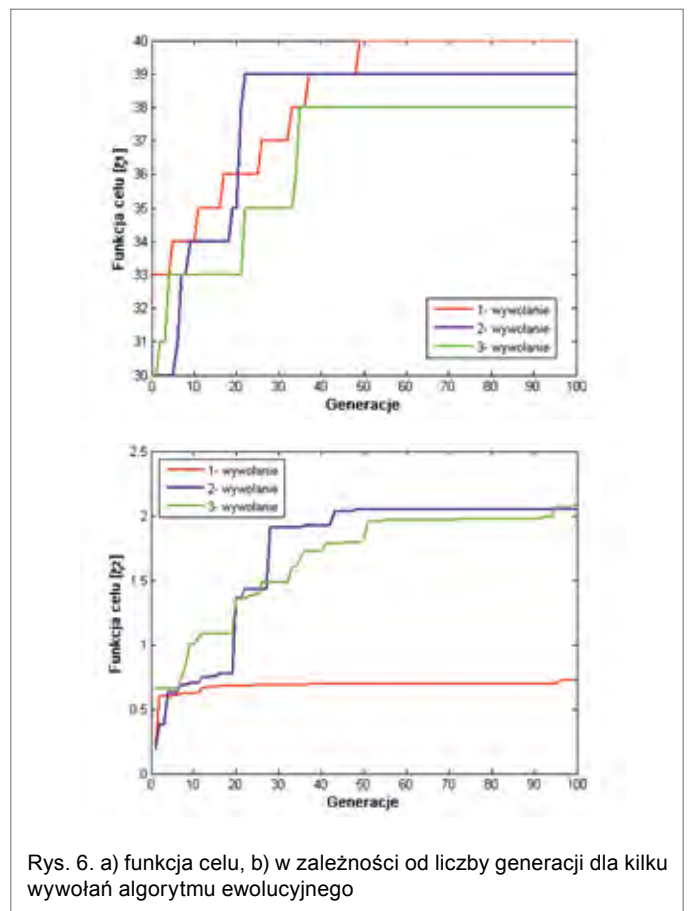 40
39
38
37
36
35
34
33
32
31
30
Funkcja celu [ξ1]
1- wywołanie
2- wywołanie
3- wywołanie
0 10 20 30 40 50 60 70 80 90 100
Generacje
2.5
2
1.5
1
0.5
0
Funkcja celu [ξ2]
1- wywołanie
2- wywołanie
3- wywołanie
0 10 20 30 40 50 60 70 80 90 100
Generacje
Rys. 6. a) funkcja celu, b) w zależności od liczby generacji dla kilku
wywołań algorytmu ewolucyjnego